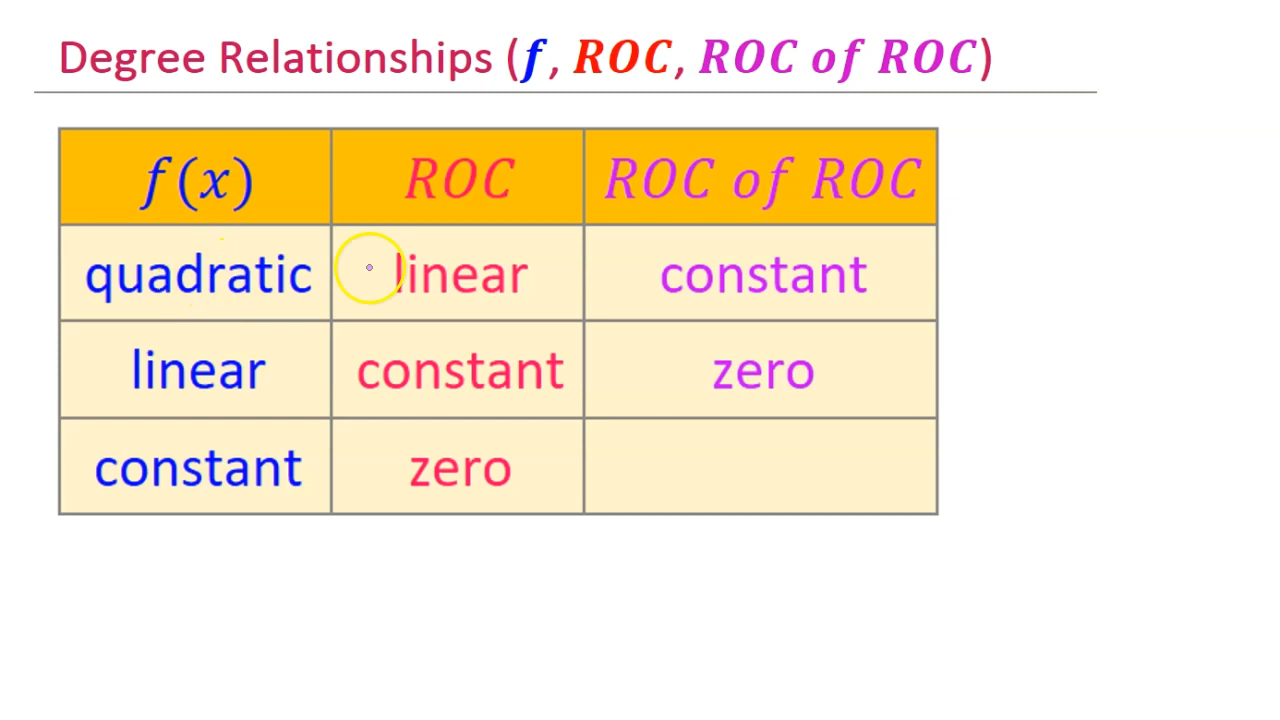 Degree Relationships (f, ROC, ROC of ROC)
f(x) ROC ROC of ROC
quadratic linear constant
linear constant zero
constant zero